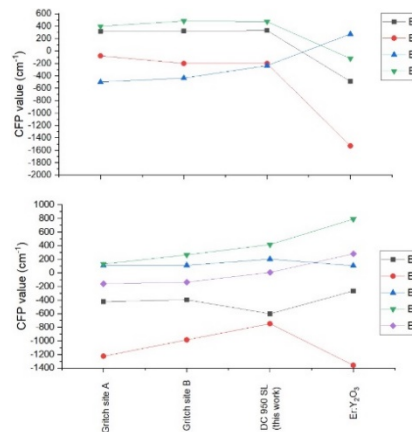 600
400
200
0
-200
-400
-600
-800
-1000
-1200
-1400
-1600
-1800
-2000
CFP value (cm⁻¹)
B
B
B
B
1000
800
600
400
200
0
-200
-400
-600
-800
-1000
-1200
-1400
CFP value (cm⁻¹)
B
B
B
B
B
Gritch site A
Gritch site B
DC 950 SL
(this work)
Er:Y₂O₃